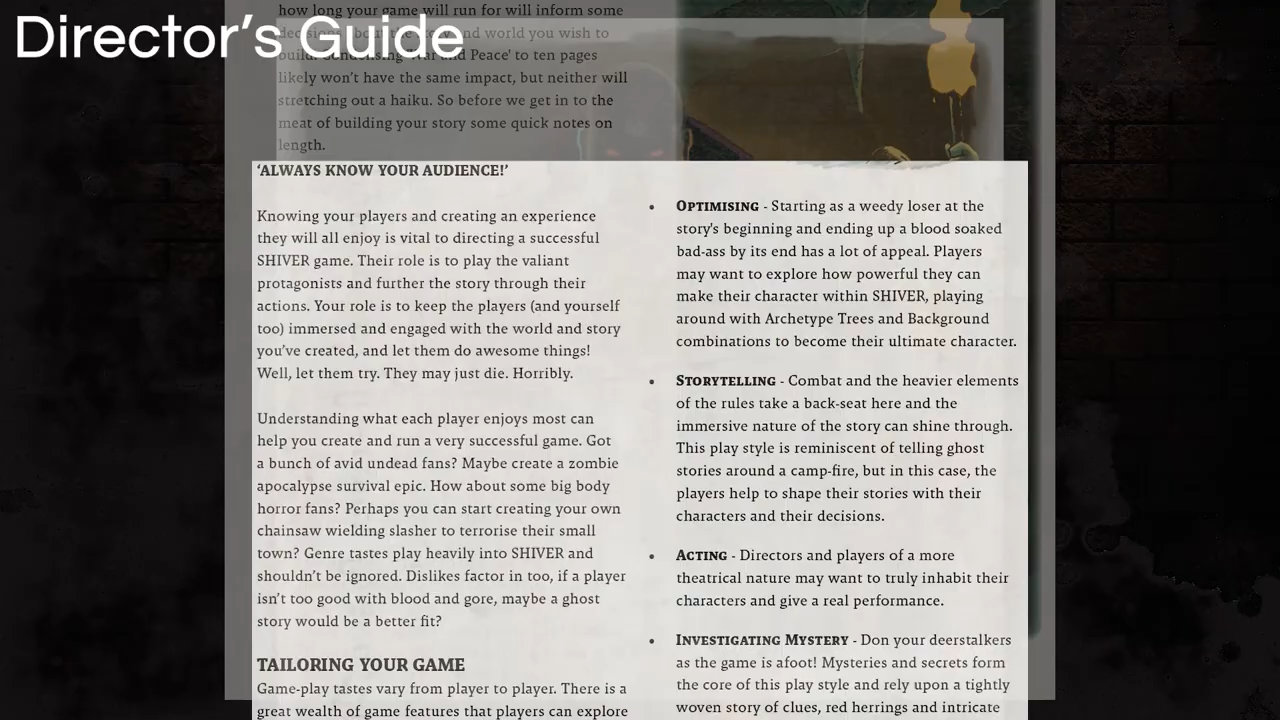 Director's Guide
how long your game will run for will inform some
decisions about the story and world you wish to
build. Condensing 'War and Peace' to ten pages
likely won't have the same impact, but neither will
stretching out a haiku. So before we get in to the
meat of building your story some quick notes on
length.
'ALWAYS KNOW YOUR AUDIENCE!'
Knowing your players and creating an experience
they will all enjoy is vital to directing a successful
SHIVER game. Their role is to play the valiant
protagonists and further the story through their
actions. Your role is to keep the players (and yourself
too) immersed and engaged with the world and story
you've created, and let them do awesome things!
Well, let them try. They may just die. Horribly.
Understanding what each player enjoys most can
help you create and run a very successful game. Got
a bunch of avid undead fans? Maybe create a zombie
apocalypse survival epic. How about some big body
horror fans? Perhaps you can start creating your own
chainsaw wielding slasher to terrorise their small
town? Genre tastes play heavily into SHIVER and
shouldn't be ignored. Dislikes factor in too, if a player
isn't too good with blood and gore, maybe a ghost
story would be a better fit?
TAILORING YOUR GAME
Game-play tastes vary from player to player. There is a
great wealth of game features that players can explore
• OPTIMISING - Starting as a weedy loser at the
story's beginning and ending up a blood soaked
bad-ass by its end has a lot of appeal. Players
may want to explore how powerful they can
make their character within SHIVER, playing
around with Archetype Trees and Background
combinations to become their ultimate character.
• STORYTELLING - Combat and the heavier elements
of the rules take a back-seat here and the
immersive nature of the story can shine through.
This play style is reminiscent of telling ghost
stories around a camp-fire, but in this case, the
players help to shape their stories with their
characters and their decisions.
• ACTING - Directors and players of a more
theatrical nature may want to truly inhabit their
characters and give a real performance.
• INVESTIGATING MYSTERY - Don your deerstalkers
as the game is afoot! Mysteries and secrets form
the core of this play style and rely upon a tightly
woven story of clues, red herrings and intricate